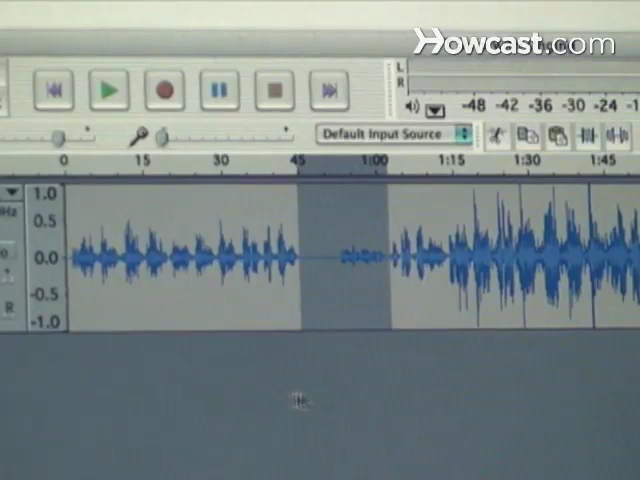 Howcast.com
L
R
-48 -42 -36 -30 -24 -1
Default Input Source
0 15 30 45 1:00 1:15 1:30 1:45
Hz
1.0
0.5
0.0
-0.5
-1.0
R